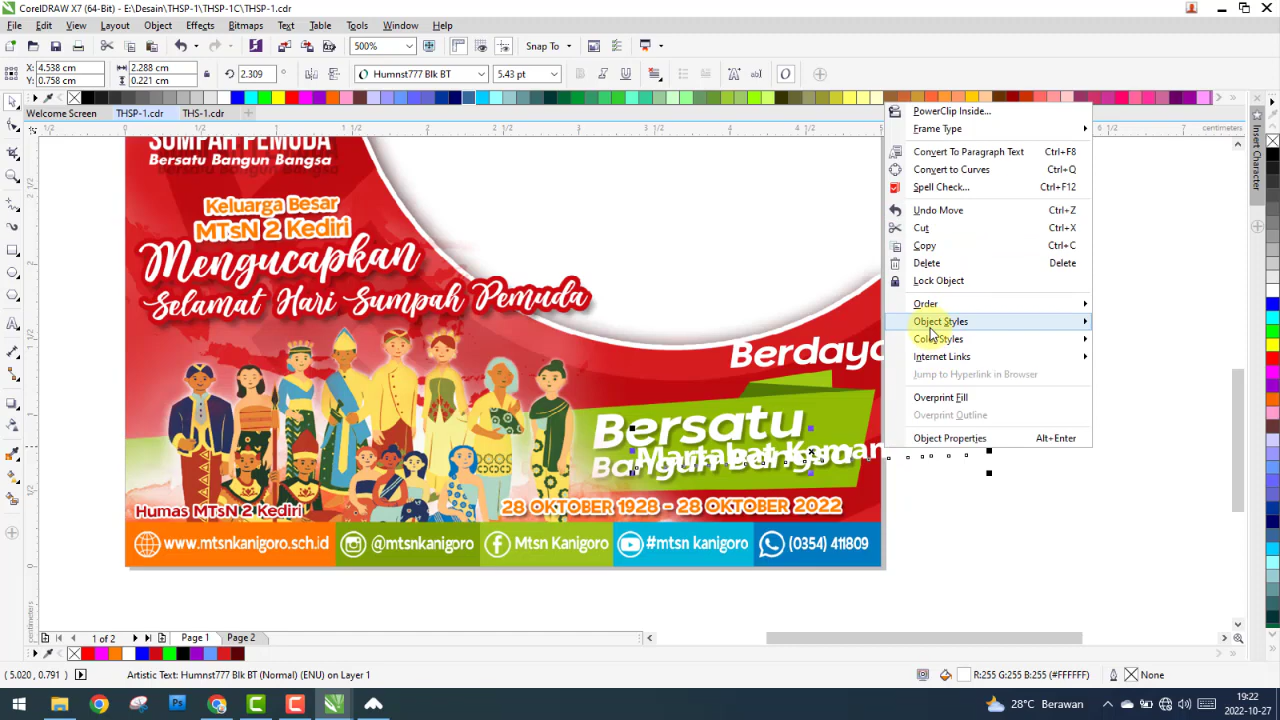 CorelDRAW X7 (64-Bit) - E:\Desain\THSP-1\THSP-1C\THSP-1.cdr
File Edit View Layout Object Effects Bitmaps Text Table Tools Window Help
500% Snap To
X: 4.538 cm 2.288 cm
Y: 0.758 cm 0.221 cm
2.309 ° Humnst777 Blk BT 5.43 pt
Welcome Screen THSP-1.cdr THS-1.cdr
centimeters
SUMPAH PEMUDA
Bersatu Bangun Bangsa
Keluarga Besar
MTsN 2 Kediri
Mengucapkan
Selamat Hari Sumpah Pemuda
Berdaya
Bersatu
Bangun Bangsa
Humas MTsN 2 Kediri
28 OKTOBER 1928 - 28 OKTOBER 2022
www.mtsnkanigoro.sch.id @mtsnkanigoro Mtsn Kanigoro #mtsn kanigoro (0354) 411809
PowerClip Inside...
Frame Type
Convert To Paragraph Text Ctrl+F8
Convert to Curves Ctrl+Q
Spell Check... Ctrl+F12
Undo Move Ctrl+Z
Cut Ctrl+X
Copy Ctrl+C
Delete Delete
Lock Object
Order
Object Styles
Color Styles
Internet Links
Jump to Hyperlink in Browser
Overprint Fill
Overprint Outline
Object Properties Alt+Enter
Insert Character
centimeters
1 of 2 Page 1 Page 2
( 5.020, 0.791 ) Artistic Text: Humnst777 Blk BT (Normal) (ENU) on Layer 1 R:255 G:255 B:255 (#FFFFFF) None
28°C Berawan 19:22
2022-10-27